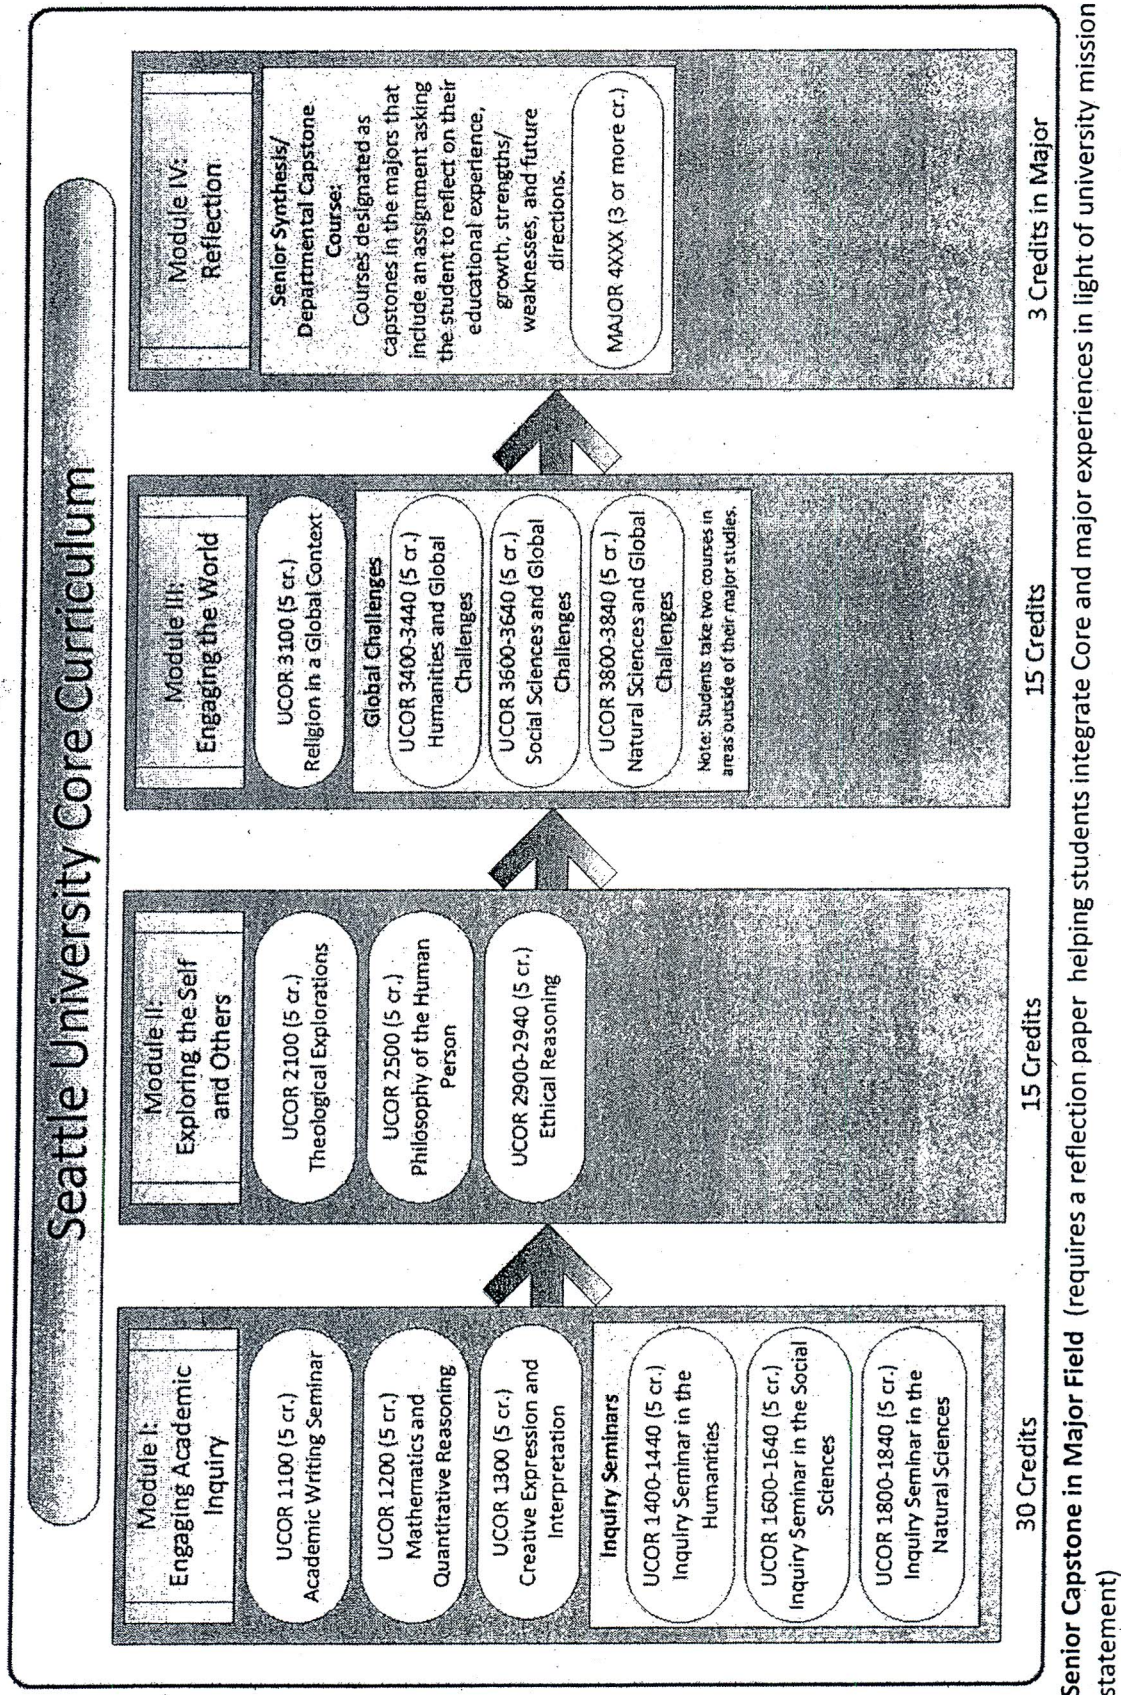 Seattle University Core Curriculum
Module I:
Engaging Academic
Inquiry
UCOR 1100 (5 cr.)
Academic Writing Seminar
UCOR 1200 (5 cr.)
Mathematics and
Quantitative Reasoning
UCOR 1300 (5 cr.)
Creative Expression and
Interpretation
Inquiry Seminars
UCOR 1400-1440 (5 cr.)
Inquiry Seminar in the
Humanities
UCOR 1600-1640 (5 cr.)
Inquiry Seminar in the Social
Sciences
UCOR 1800-1840 (5 cr.)
Inquiry Seminar in the
Natural Sciences
30 Credits
Module II:
Exploring the Self
and Others
UCOR 2100 (5 cr.)
Theological Explorations
UCOR 2500 (5 cr.)
Philosophy of the Human
Person
UCOR 2900-2940 (5 cr.)
Ethical Reasoning
15 Credits
Module III:
Engaging the World
UCOR 3100 (5 cr.)
Religion in a Global Context
Global Challenges
UCOR 3400-3440 (5 cr.)
Humanities and Global
Challenges
UCOR 3600-3640 (5 cr.)
Social Sciences and Global
Challenges
UCOR 3800-3840 (5 cr.)
Natural Sciences and Global
Challenges
Note: Students take two courses in
areas outside of their major studies.
15 Credits
Module IV:
Reflection
Senior Synthesis/
Departmental Capstone
Course:
Courses designated as
capstones in the majors that
include an assignment asking
the student to reflect on their
educational experience,
growth, strengths/
weaknesses, and future
directions.
MAJOR 4XXX (3 or more cr.)
3 Credits in Major
Senior Capstone in Major Field (requires a reflection paper helping students integrate Core and major experiences in light of university mission
statement)